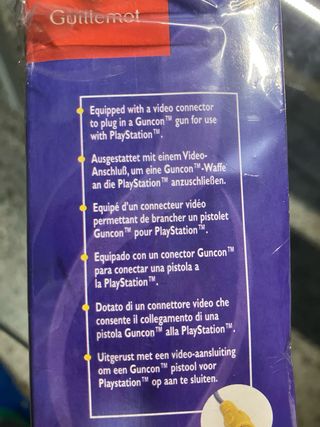 Guillemot
Equipped with a video connector
to plug in a Guncon™ gun for use
with PlayStation™.
Ausgestattet mit einem Video-
Anschluß, um eine Guncon™-Waffe
an die PlayStation™ anzuschließen.
Equipé d'un connecteur vidéo
permettant de brancher un pistolet
Guncon™ pour PlayStation™.
Equipado con un conector Guncon™
para conectar una pistola a
la PlayStation™.
Dotato di un connettore video che
consente il collegamento di una
pistola Guncon™ alla PlayStation™.
Uitgerust met een video-aansluiting
om een Guncon™ pistool voor
Playstation™ op aan te sluiten.